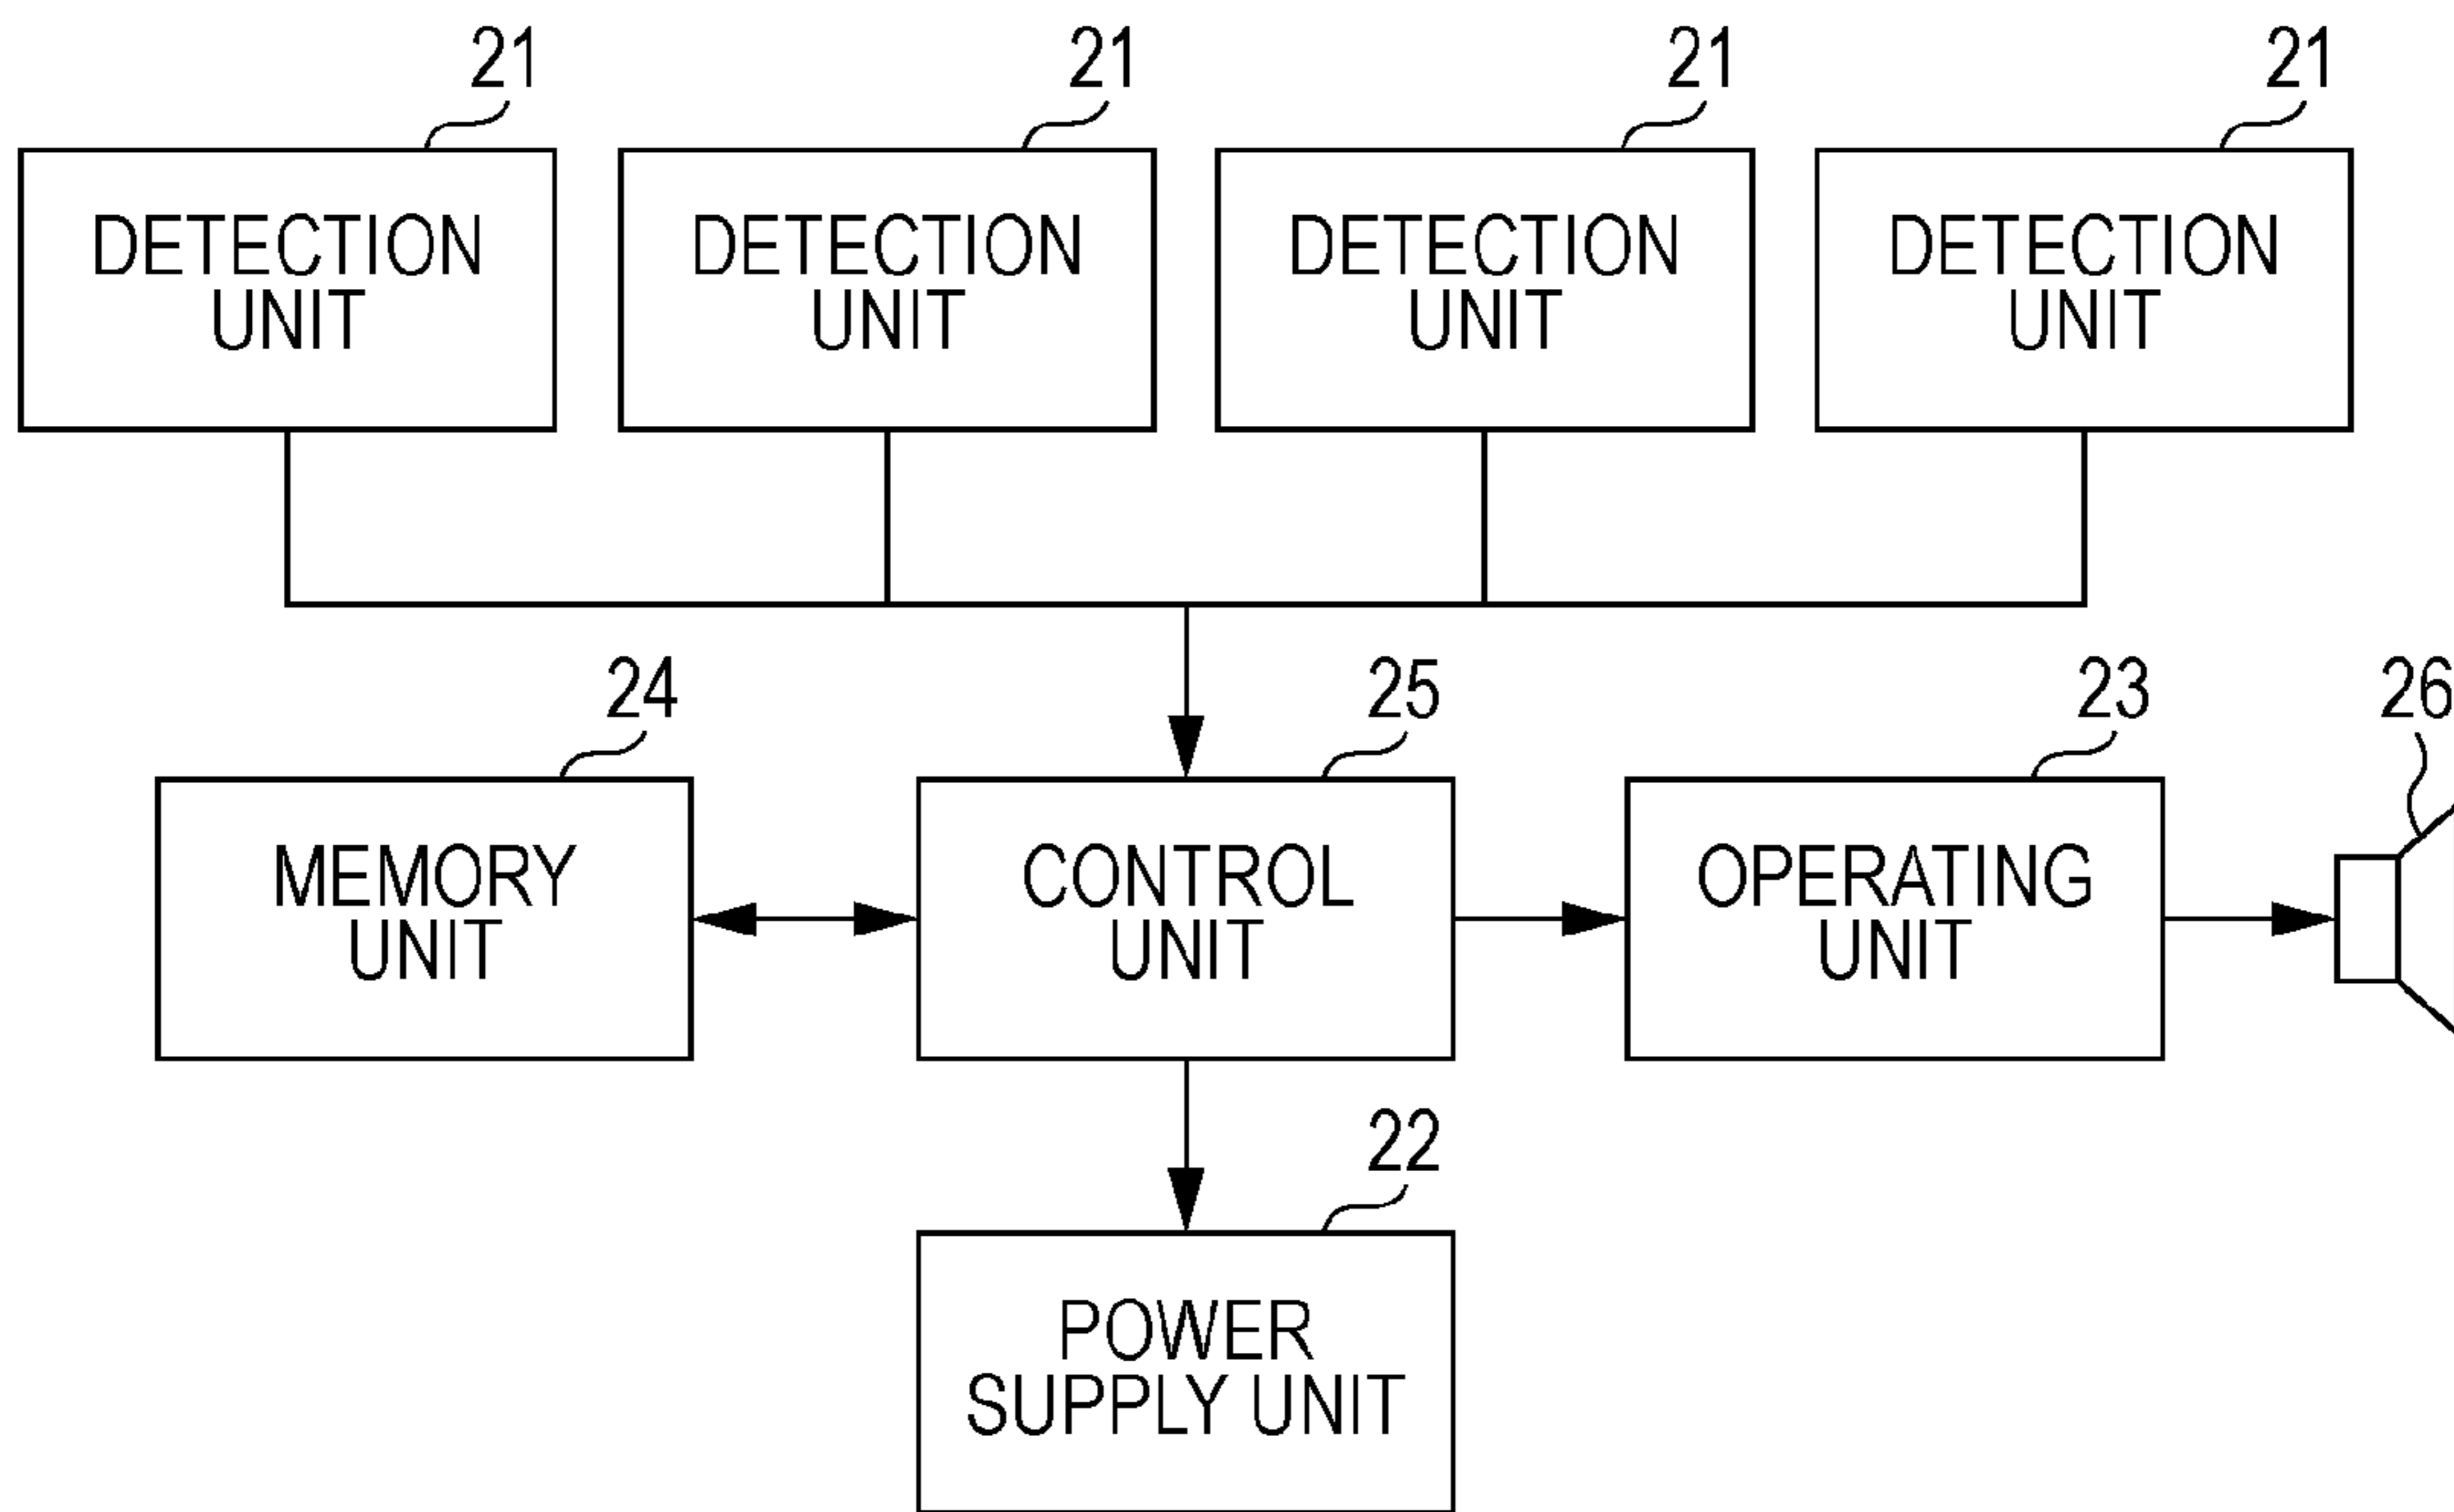 21 21 21 21
DETECTION UNIT
DETECTION UNIT
DETECTION UNIT
DETECTION UNIT
24 25 23 26
MEMORY
UNIT
CONTROL
UNIT
OPERATING
UNIT
22
POWER
SUPPLY UNIT